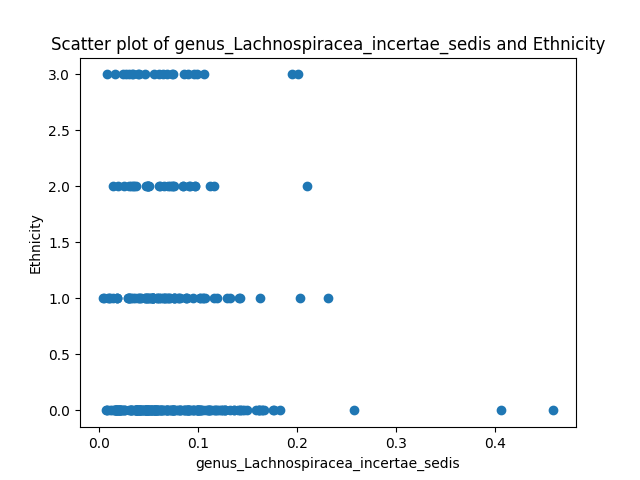 Scatter plot of genus_Lachnospiracea_incertae_sedis and Ethnicity
3.0
2.5
2.0
1.5
1.0
0.5
0.0
Ethnicity
0.0 0.1 0.2 0.3 0.4
genus_Lachnospiracea_incertae_sedis